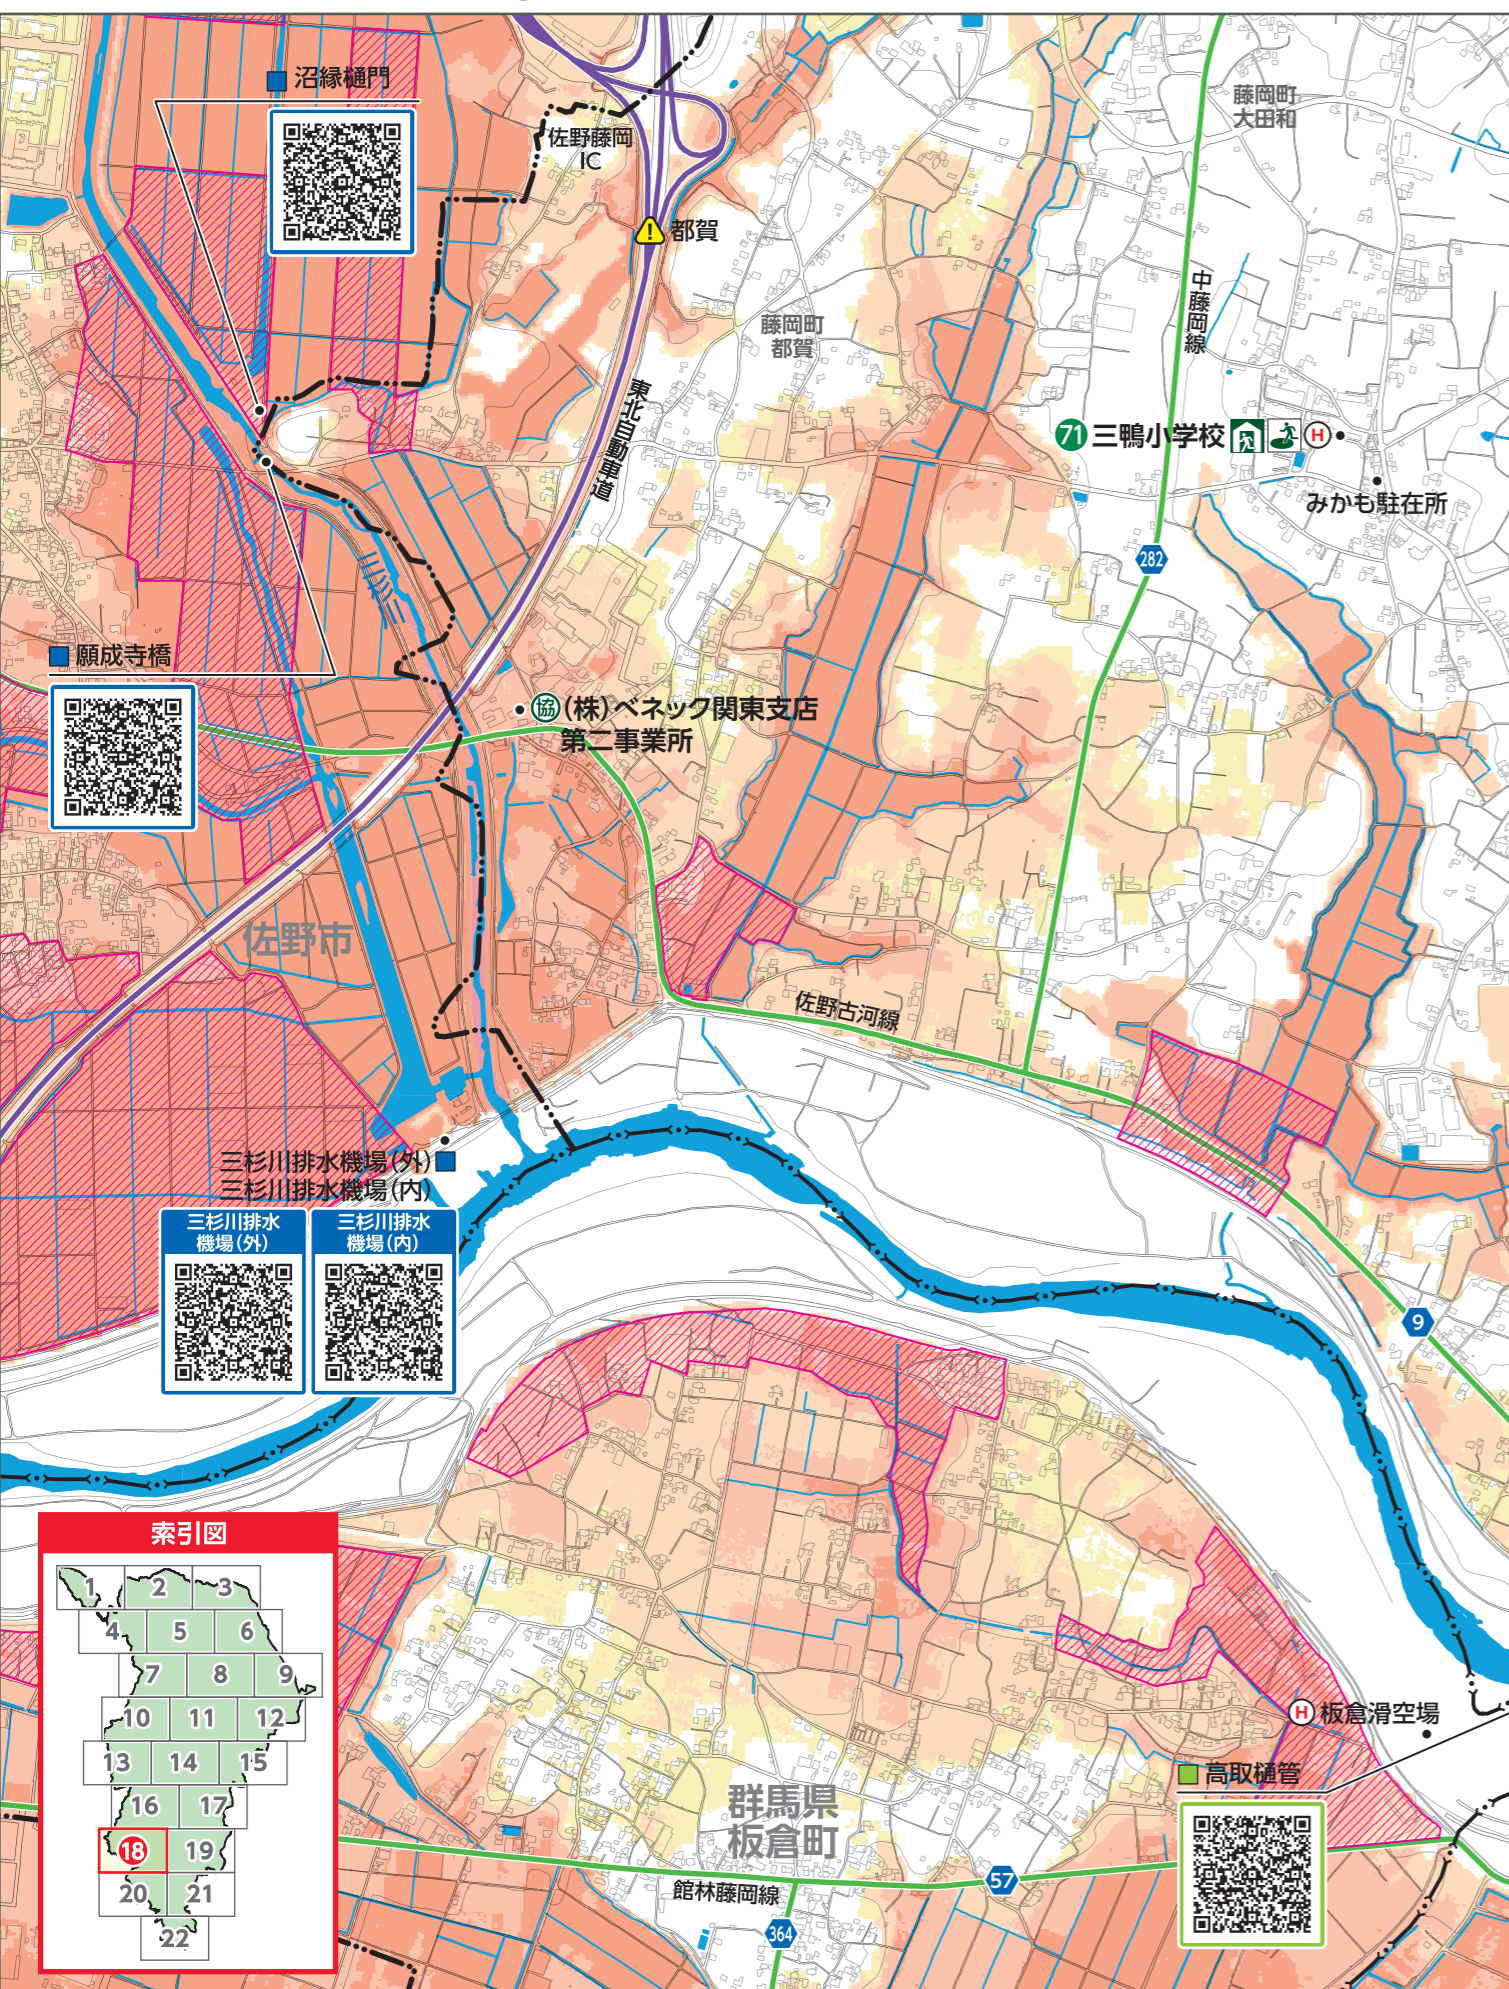 沼縁樋門
佐野藤岡
IC
藤岡町
大田和
都賀
中藤岡線
藤岡町
都賀
東北自動車道
71 三鴨小学校 H
みかも駐在所
282
三杉川
願成寺橋
協 (株)ベネック関東支店
第二事業所
佐野市
佐野古河線
三杉川排水機場(外)
三杉川排水機場(内)
三杉川排水
機場(外)
三杉川排水
機場(内)
9
索引図
1 2 3
4 5 6
7 8 9
10 11 12
13 14 15
16 17
18 19
20 21
22
H 板倉滑空場
高取樋管
群馬県
板倉町
57
館林藤岡線
364